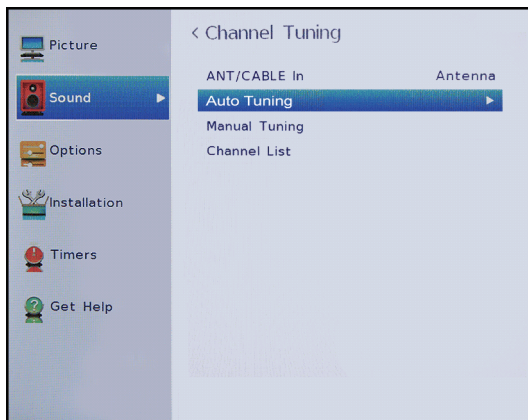 Picture
Sound
Options
Installation
Timers
Get Help
< Channel Tuning
ANT/CABLE In Antenna
Auto Tuning
Manual Tuning
Channel List